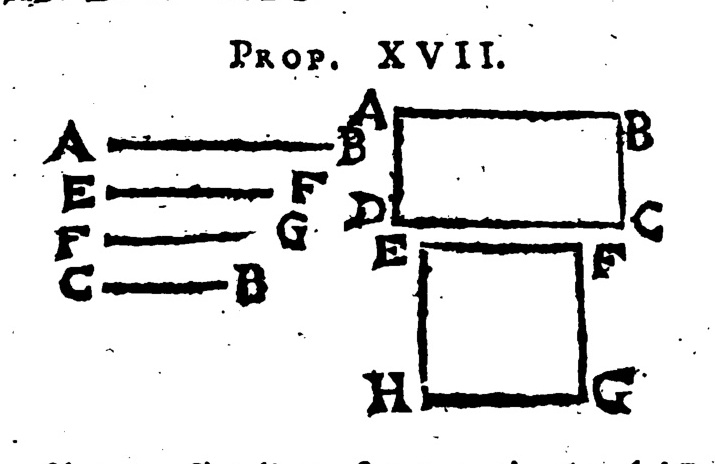 PROP. XVII.
A B
E F
F G
C B
A B
D C
E F
H G